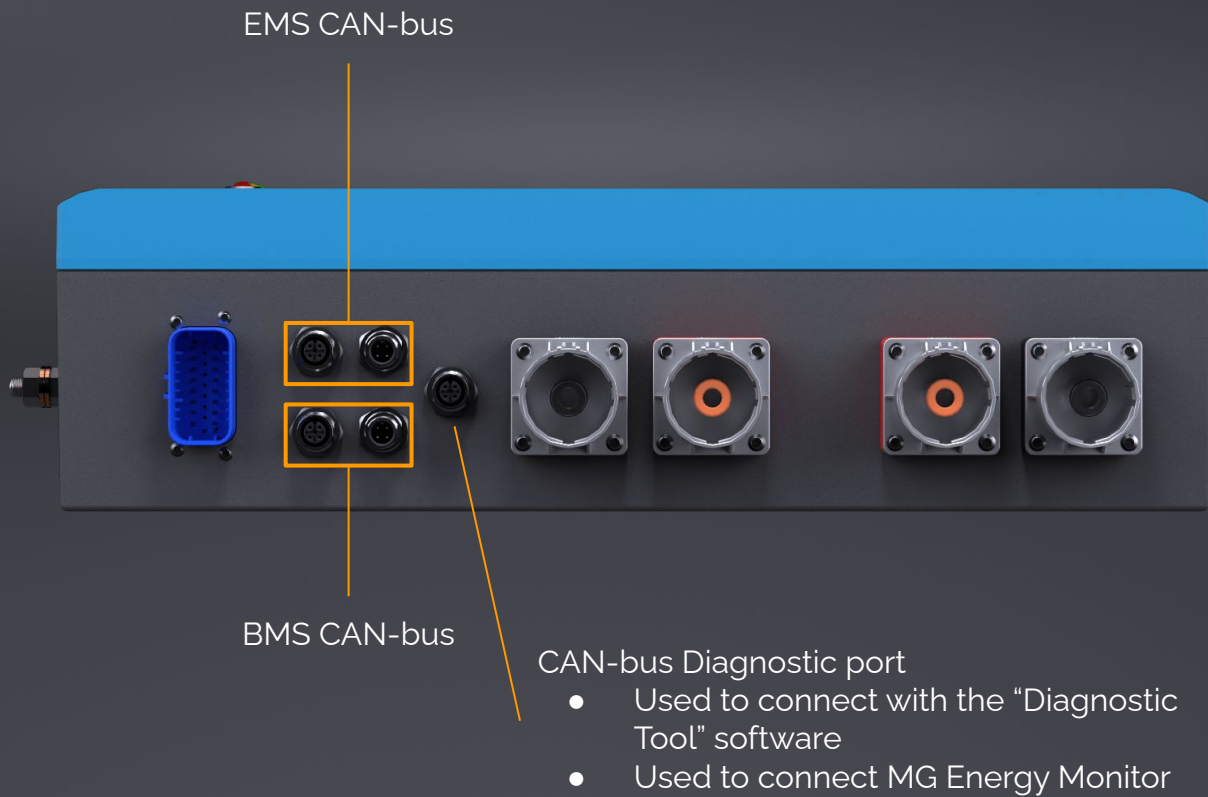 EMS CAN-bus
BMS CAN-bus
CAN-bus Diagnostic port
● Used to connect with the “Diagnostic
Tool” software
● Used to connect MG Energy Monitor